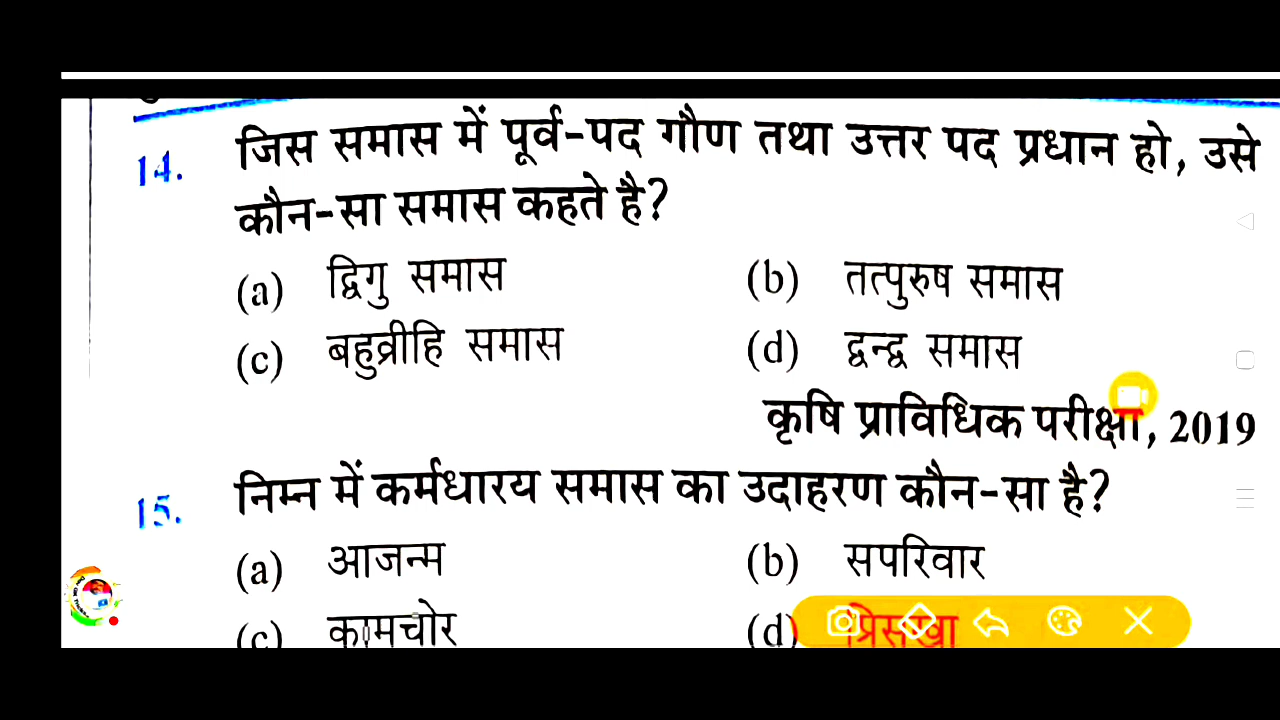 14. जिस समास में पूर्व-पद गौण तथा उत्तर पद प्रधान हो, उसे
कौन-सा समास कहते है?
(a) द्विगु समास (b) तत्पुरुष समास
(c) बहुव्रीहि समास (d) द्वन्द्व समास
कृषि प्राविधिक परीक्षा, 2019
15. निम्न में कर्मधारय समास का उदाहरण कौन-सा है?
(a) आजन्म (b) सपरिवार
(c) कामचोर (d)